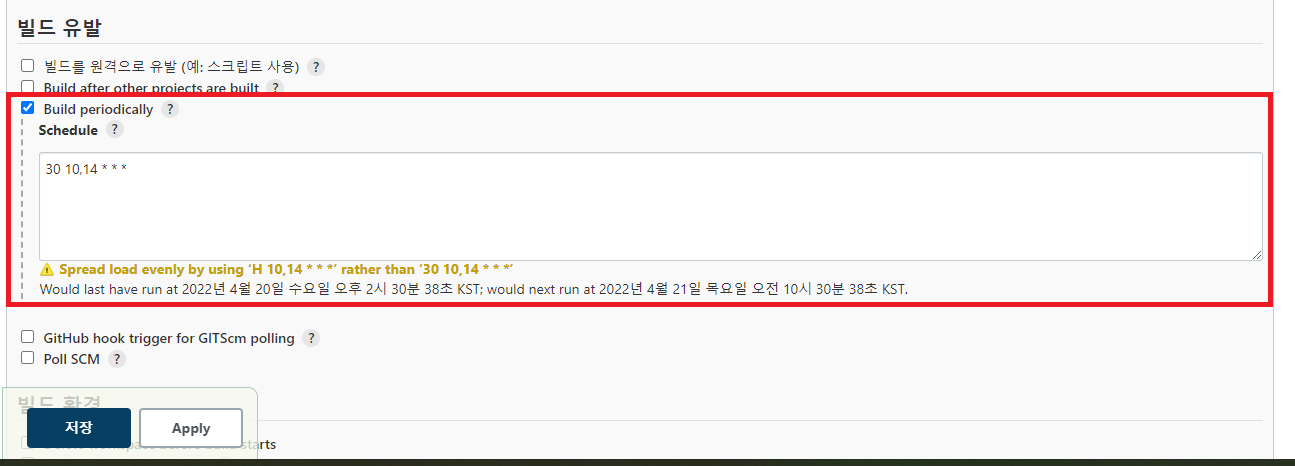 빌드 유발
빌드를 원격으로 유발 (예: 스크립트 사용) ?
Build after other projects are built ?
Build periodically ?
Schedule ?
30 10,14 * * *
Spread load evenly by using ‘H 10,14 * * *’ rather than ‘30 10,14 * * *’
Would last have run at 2022년 4월 20일 수요일 오후 2시 30분 38초 KST; would next run at 2022년 4월 21일 목요일 오전 10시 30분 38초 KST.
GitHub hook trigger for GITScm polling ?
Poll SCM ?
빌드 환경
저장 Apply
starts